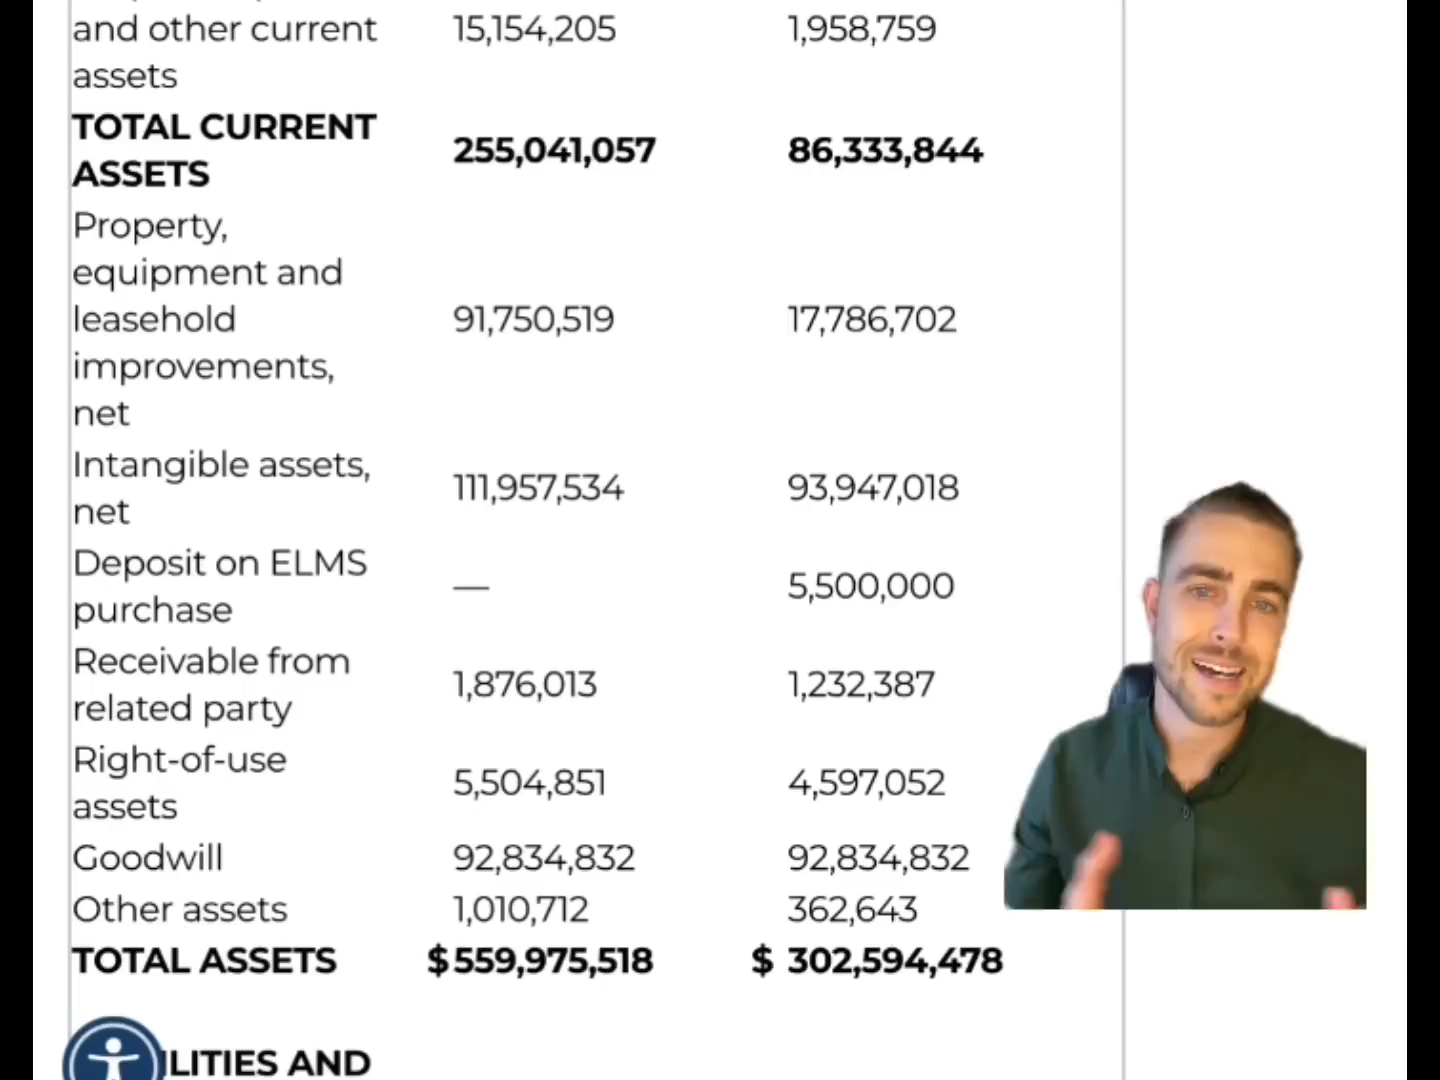 and other current 15,154,205 1,958,759
assets
TOTAL CURRENT
ASSETS 255,041,057 86,333,844
Property,
equipment and
leasehold 91,750,519 17,786,702
improvements,
net
Intangible assets,
net 111,957,534 93,947,018
Deposit on ELMS
purchase — 5,500,000
Receivable from
related party 1,876,013 1,232,387
Right-of-use
assets 5,504,851 4,597,052
Goodwill 92,834,832 92,834,832
Other assets 1,010,712 362,643
TOTAL ASSETS $ 559,975,518 $ 302,594,478
ILITIES AND